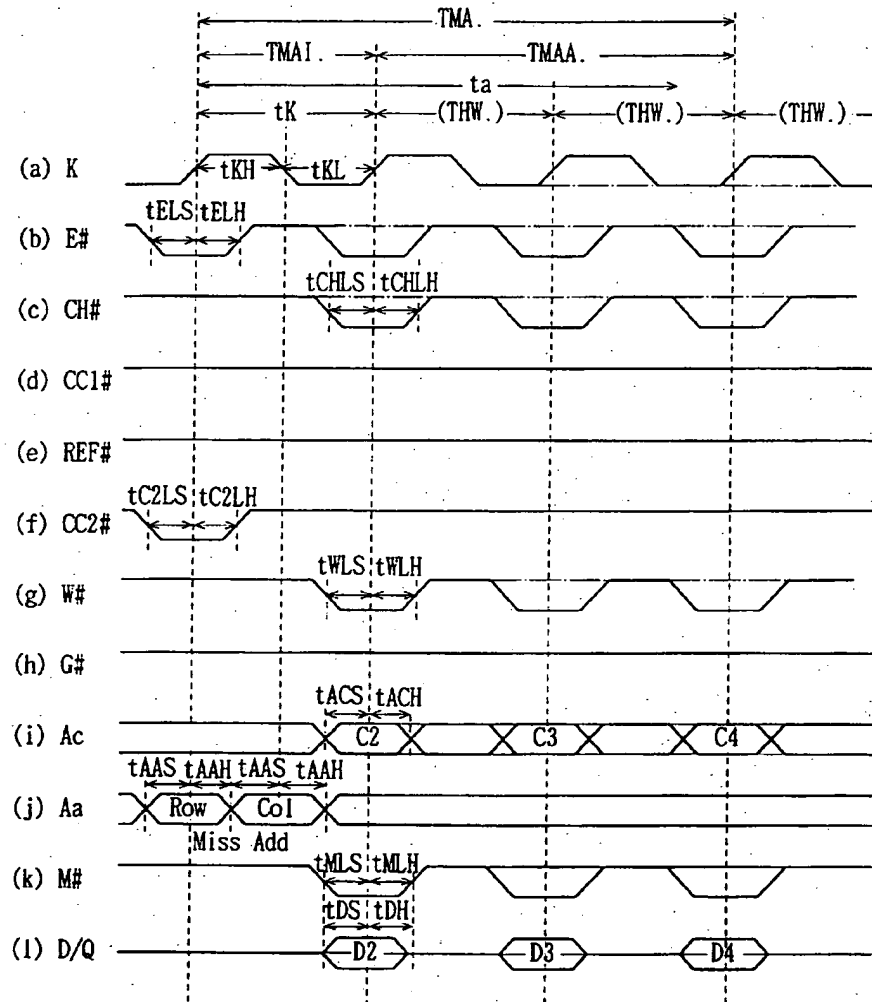 TMA.
TMAI. TMAA.
ta
tK (THW.) (THW.) (THW.)
(a) K tKH tKL
tELS tELH
(b) E#
tCHLS tCHLH
(c) CH#
(d) CC1#
(e) REF#
tC2LS tC2LH
(f) CC2#
tWLS tWLH
(g) W#
(h) G#
tACS tACH
(i) Ac C2 C3 C4
tAAS tAAH tAAS tAAH
(j) Aa Row Col
Miss Add
tMLS tMLH
(k) M#
tDS tDH
(l) D/Q D2 D3 D4